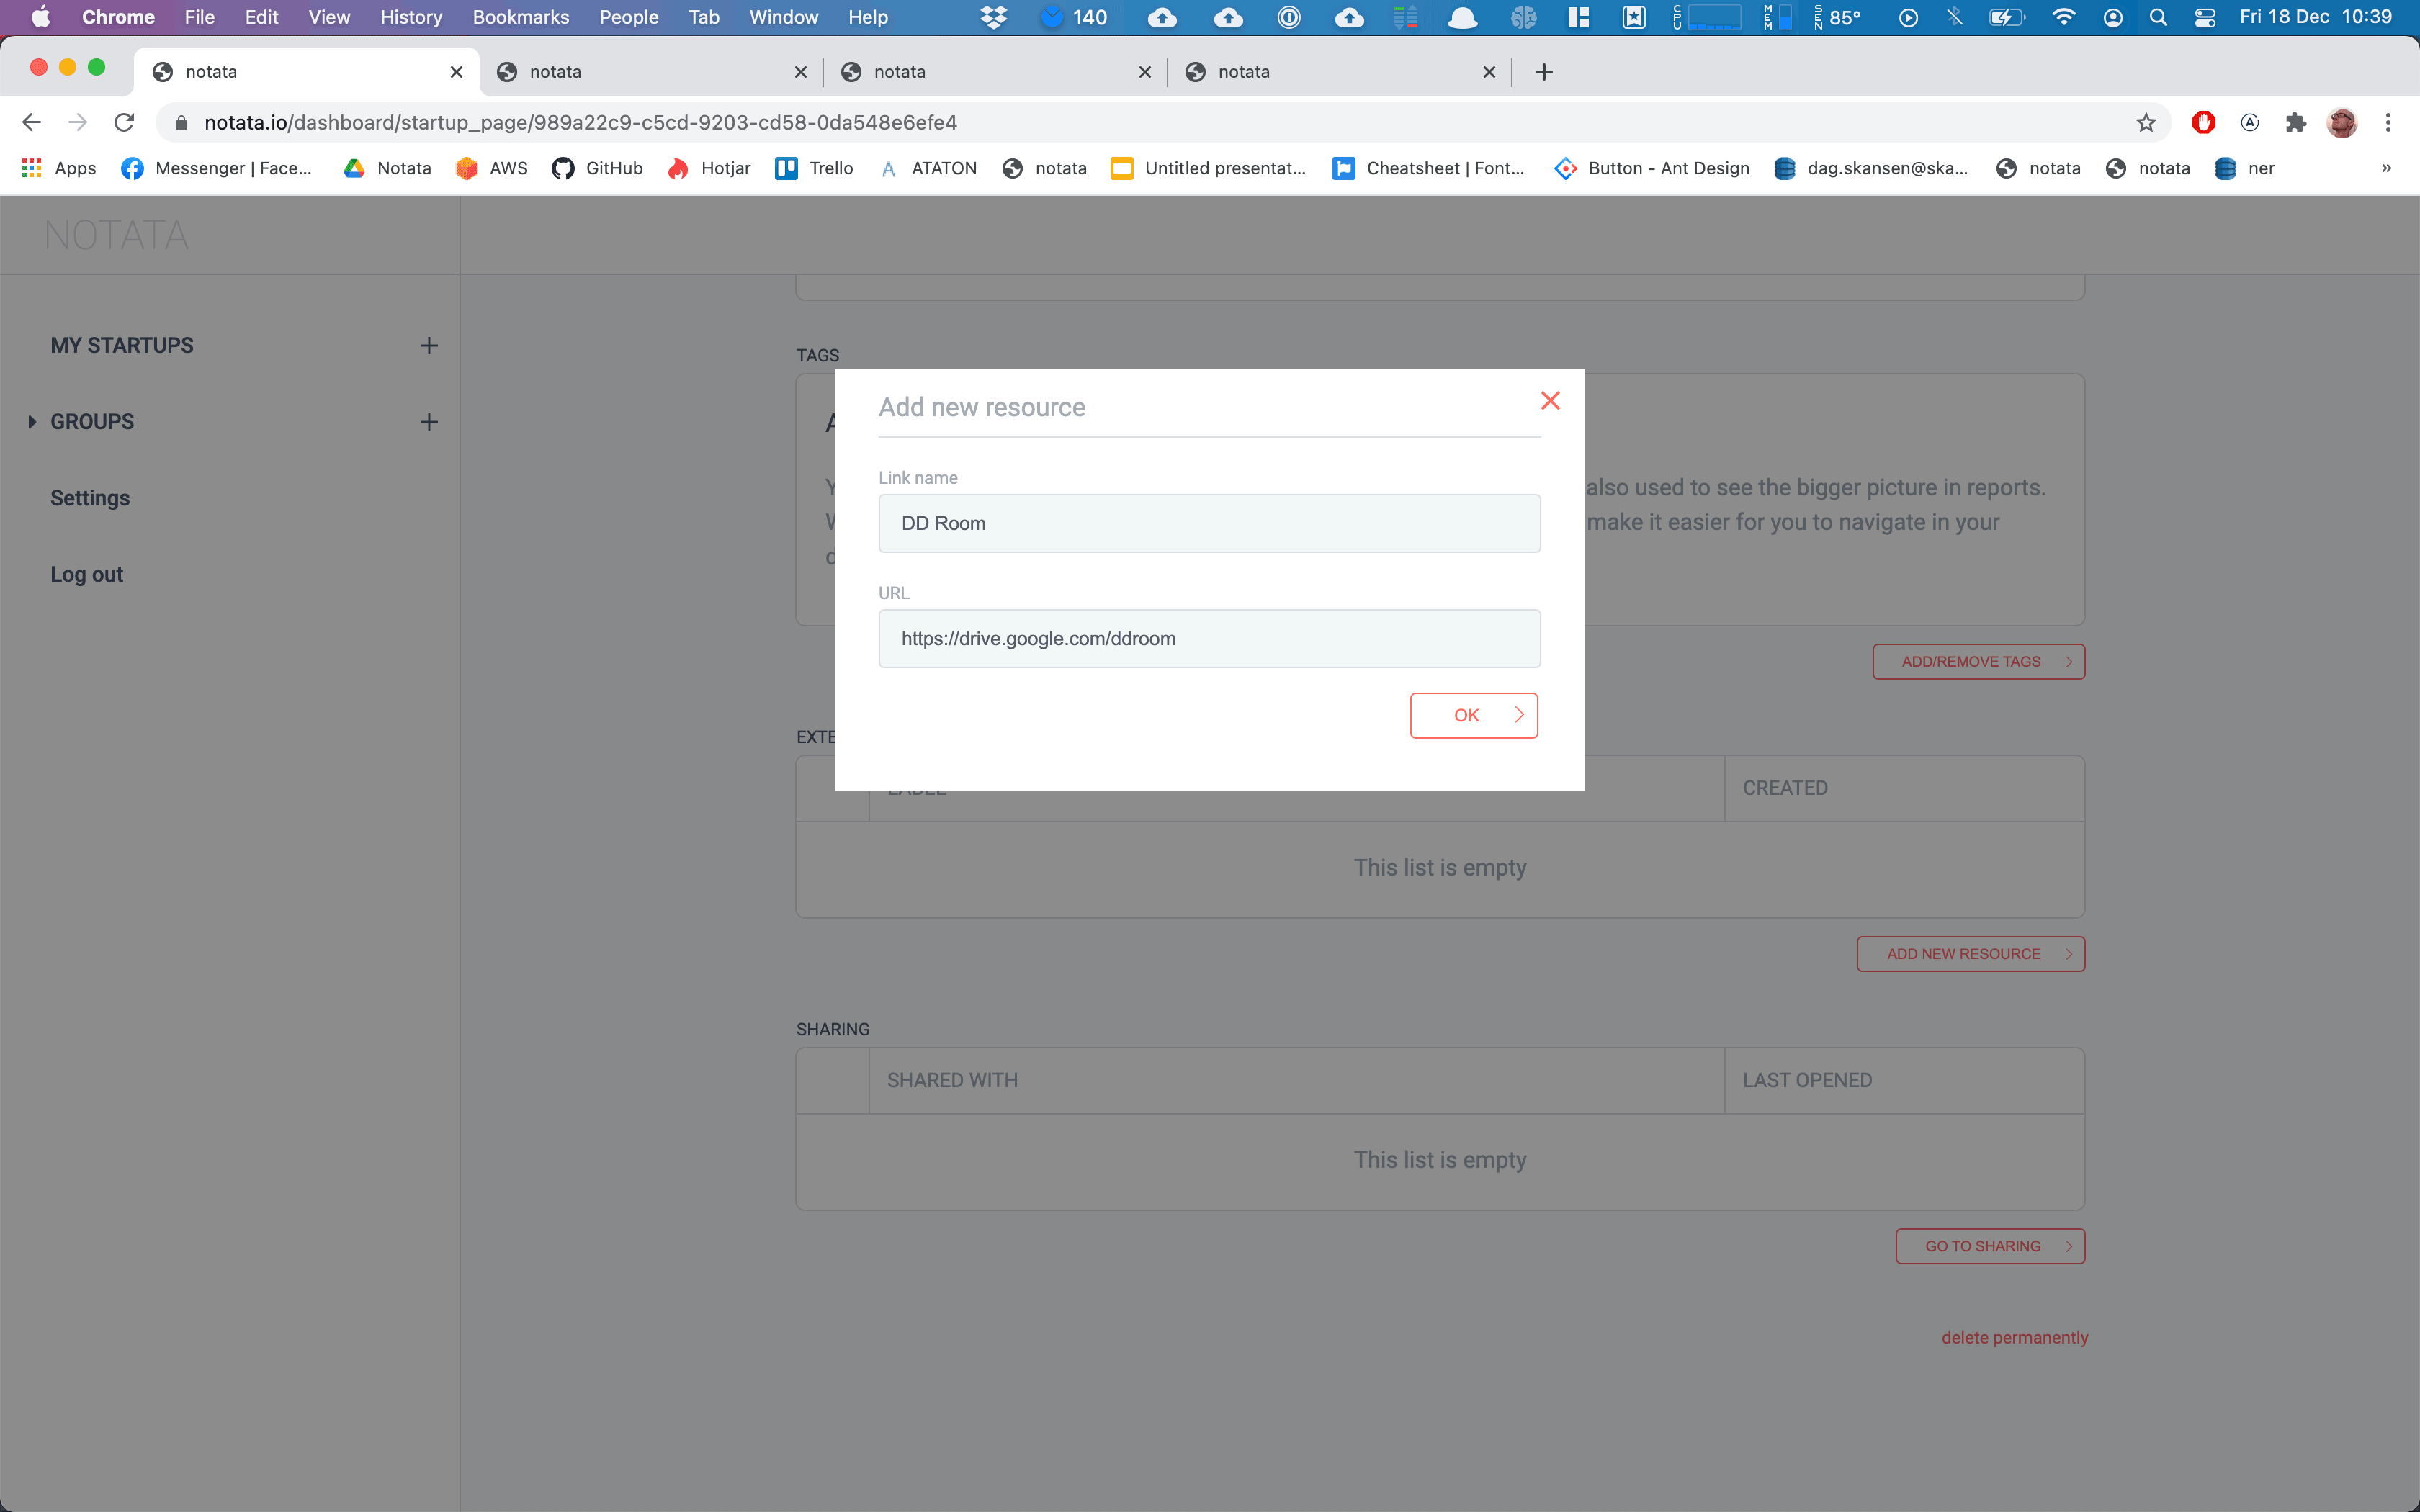 Chrome File Edit View History Bookmarks People Tab Window Help 140 CPU MEM SEN 85° Fri 18 Dec 10:39
notata notata notata notata
notata.io/dashboard/startup_page/989a22c9-c5cd-9203-cd58-0da548e6efe4
Apps Messenger | Face... Notata AWS GitHub Hotjar Trello ATATON notata Untitled presentat... Cheatsheet | Font... Button - Ant Design dag.skansen@ska... notata notata ner »
NOTATA
MY STARTUPS
GROUPS
Settings
Log out
TAGS
also used to see the bigger picture in reports.
make it easier for you to navigate in your
Add new resource
Link name
DD Room
URL
https://drive.google.com/ddroom
OK
ADD/REMOVE TAGS
EXTE
LABEL CREATED
This list is empty
ADD NEW RESOURCE
SHARING
SHARED WITH LAST OPENED
This list is empty
GO TO SHARING
delete permanently